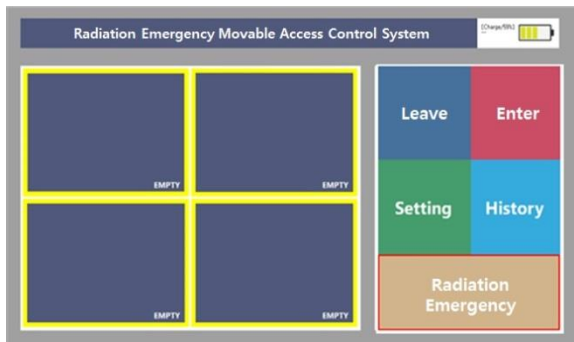 Radiation Emergency Movable Access Control System
EMPTY
EMPTY
EMPTY
EMPTY
Leave
Enter
Setting
History
Radiation
Emergency